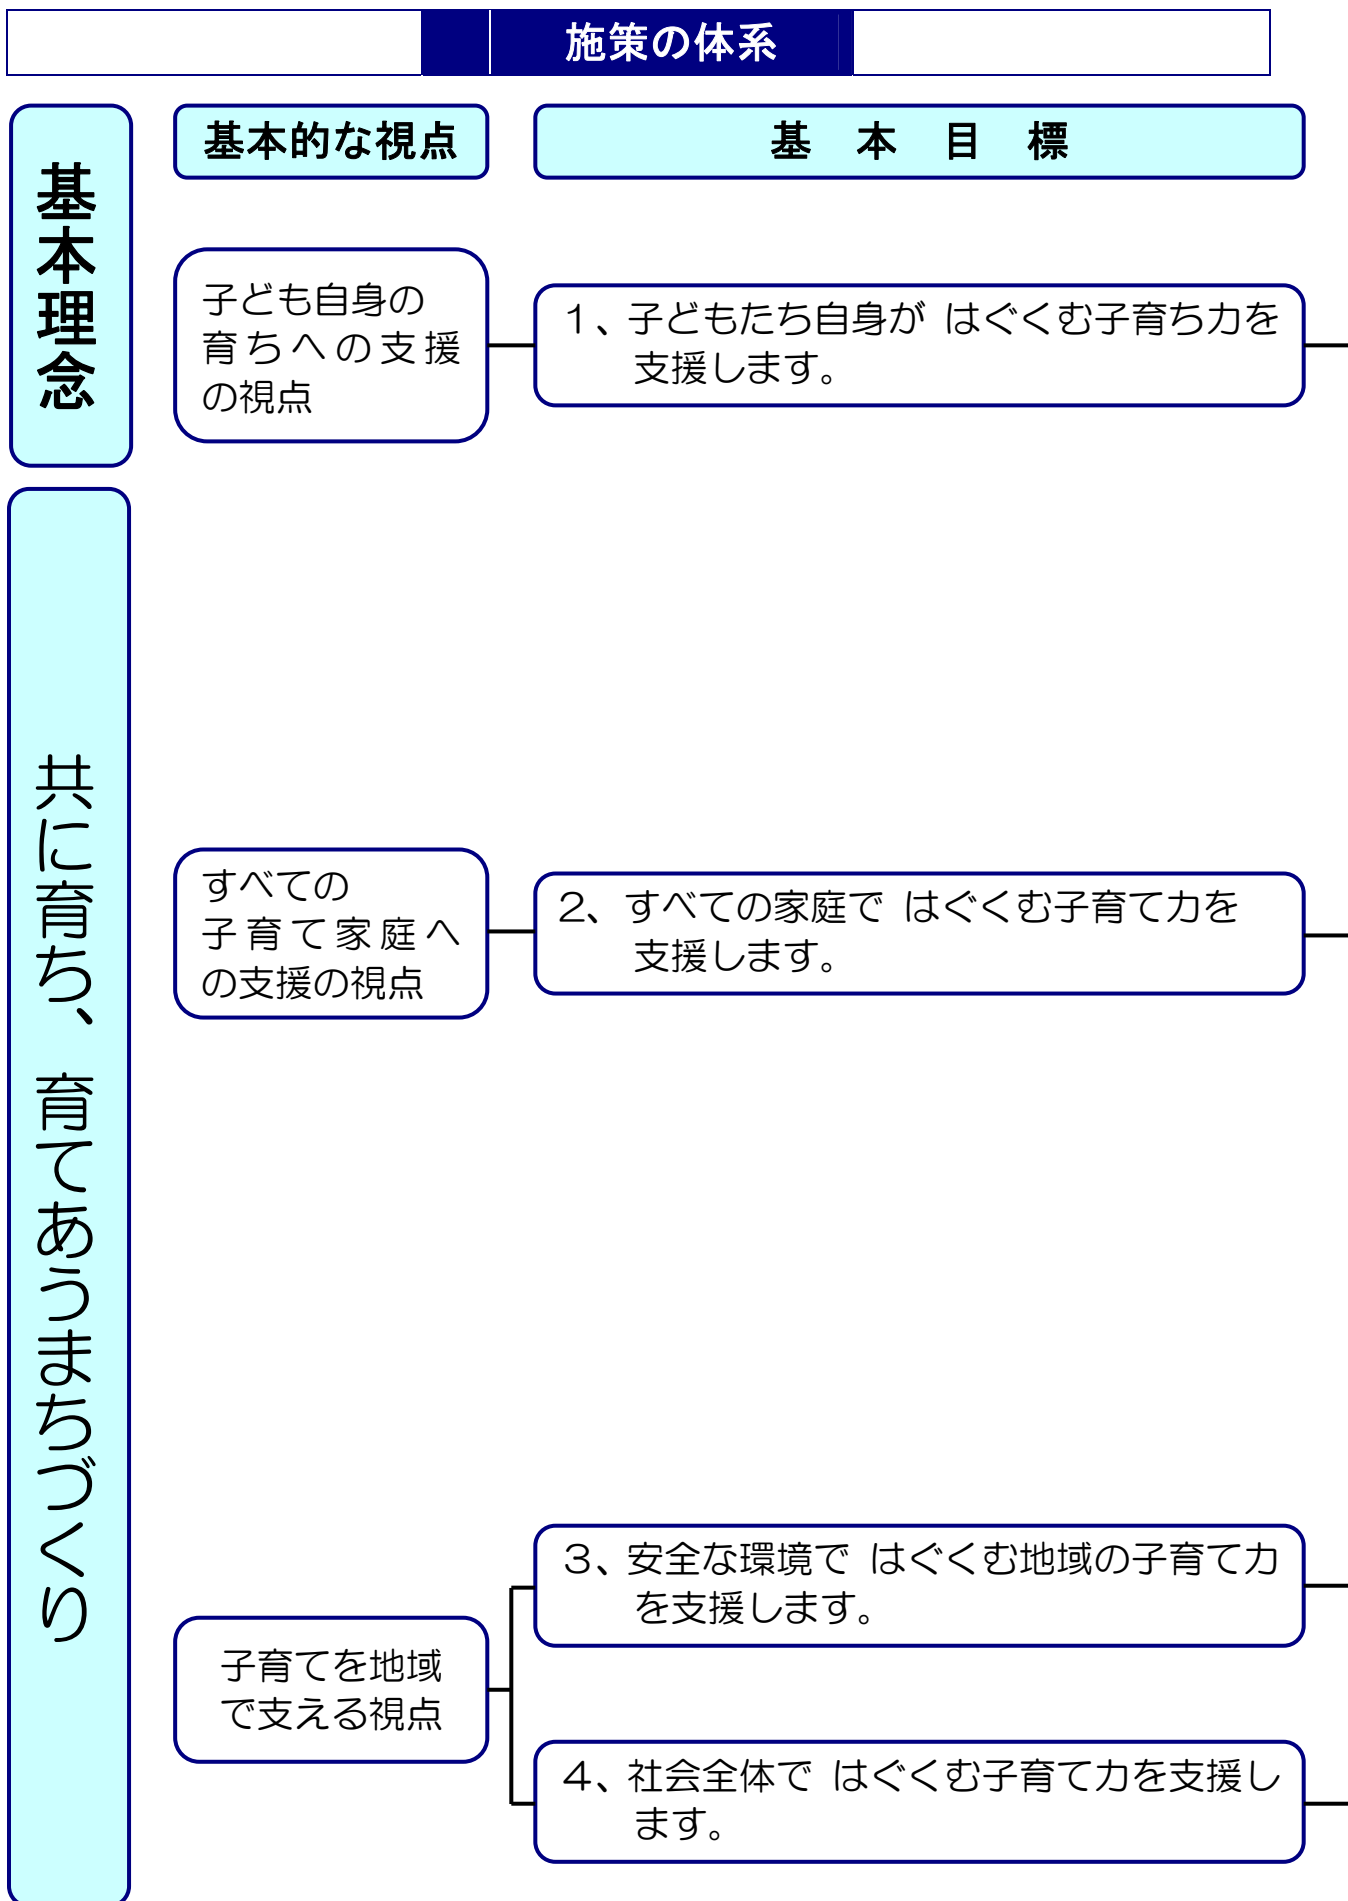 施策の体系
基本理念
共に育ち、育てあうまちづくり
基本的な視点
基本目標
子ども自身の
育ちへの支援
の視点
１、子どもたち自身が はぐくむ子育ち力を
支援します。
すべての
子育て家庭へ
の支援の視点
２、すべての家庭で はぐくむ子育て力を
支援します。
子育てを地域
で支える視点
３、安全な環境で はぐくむ地域の子育て力
を支援します。
４、社会全体で はぐくむ子育て力を支援し
ます。